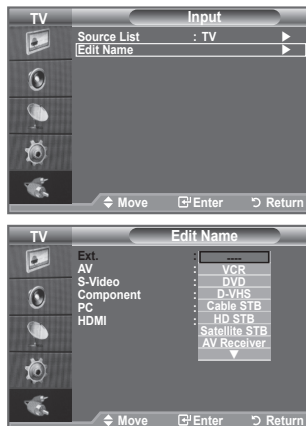 TV Input
Source List : TV ▶
Edit Name ▶
Move Enter Return
TV Edit Name
Ext. : ----
AV : VCR
S-Video : DVD
Component : D-VHS
PC : Cable STB
HDMI : HD STB
Satellite STB
AV Receiver
▼
Move Enter Return